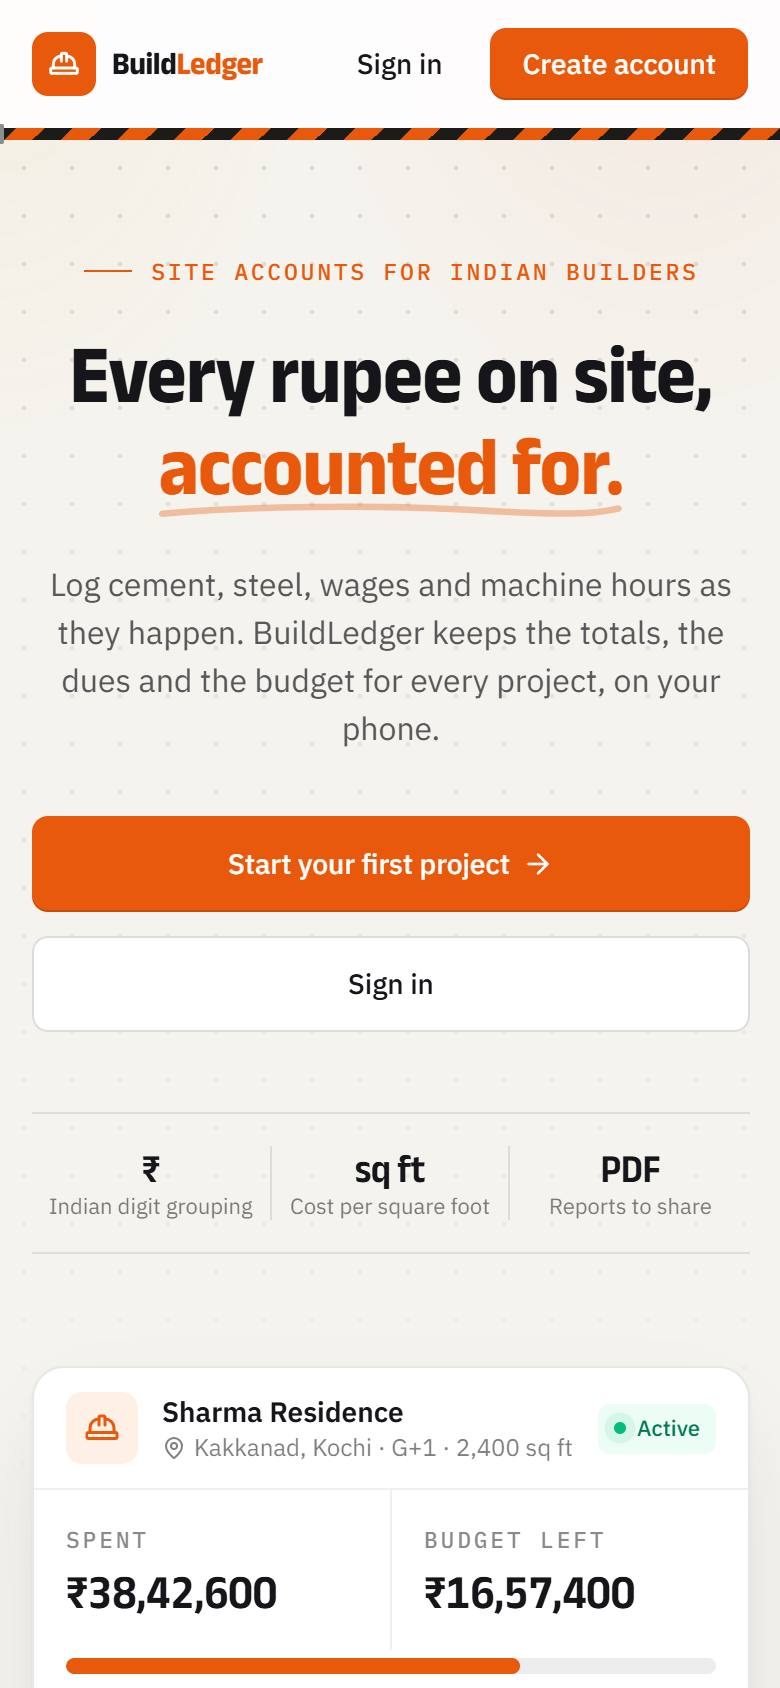 BuildLedger
Sign in
Create account
SITE ACCOUNTS FOR INDIAN BUILDERS
Every rupee on site,
accounted for.
Log cement, steel, wages and machine hours as
they happen. BuildLedger keeps the totals, the
dues and the budget for every project, on your
phone.
Start your first project →
Sign in
₹
Indian digit grouping
sq ft
Cost per square foot
PDF
Reports to share
Sharma Residence
Kakkanad, Kochi · G+1 · 2,400 sq ft
Active
SPENT
₹38,42,600
BUDGET LEFT
₹16,57,400